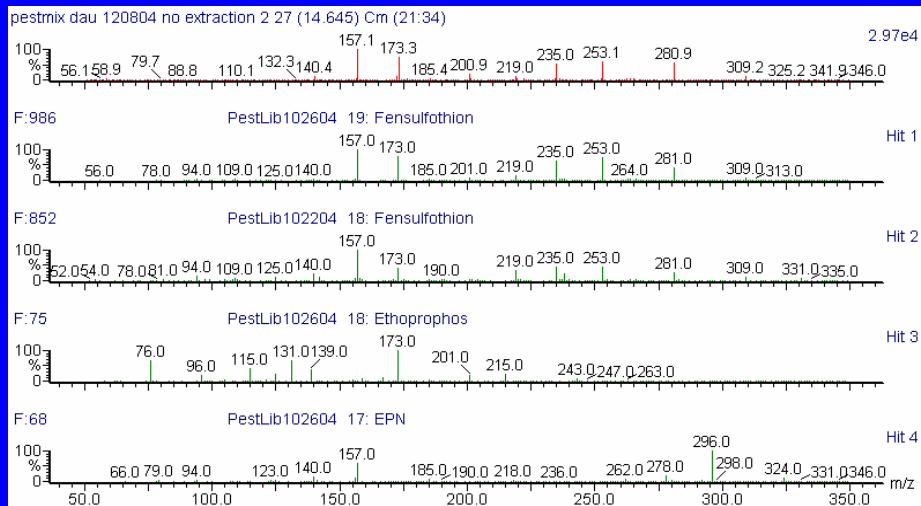 pestmix dau 120804 no extraction 2 27 (14.645) Cm (21:34)
2.97e4
100
%
0
56.1 58.9 79.7 88.8 110.1 132.3 140.4 157.1 173.3 185.4 200.9 219.0 235.0 253.1 280.9 309.2 325.2 341.9 346.0
F:986 PestLib102604 19: Fensulfothion Hit 1
100
%
0
56.0 78.0 94.0 109.0 125.0 140.0 157.0 173.0 185.0 201.0 219.0 235.0 253.0 264.0 281.0 309.0 313.0
F:852 PestLib102204 18: Fensulfothion Hit 2
100
%
0
52.0 54.0 78.0 81.0 94.0 109.0 125.0 140.0 157.0 173.0 190.0 219.0 235.0 253.0 281.0 309.0 331.0 335.0
F:75 PestLib102604 18: Ethoprophos Hit 3
100
%
0
76.0 96.0 115.0 131.0 139.0 173.0 201.0 215.0 243.0 247.0 263.0
F:68 PestLib102604 17: EPN Hit 4
100
%
0
66.0 79.0 94.0 123.0 140.0 157.0 185.0 190.0 218.0 236.0 262.0 278.0 296.0 298.0 324.0 331.0 346.0
50.0 100.0 150.0 200.0 250.0 300.0 350.0 m/z